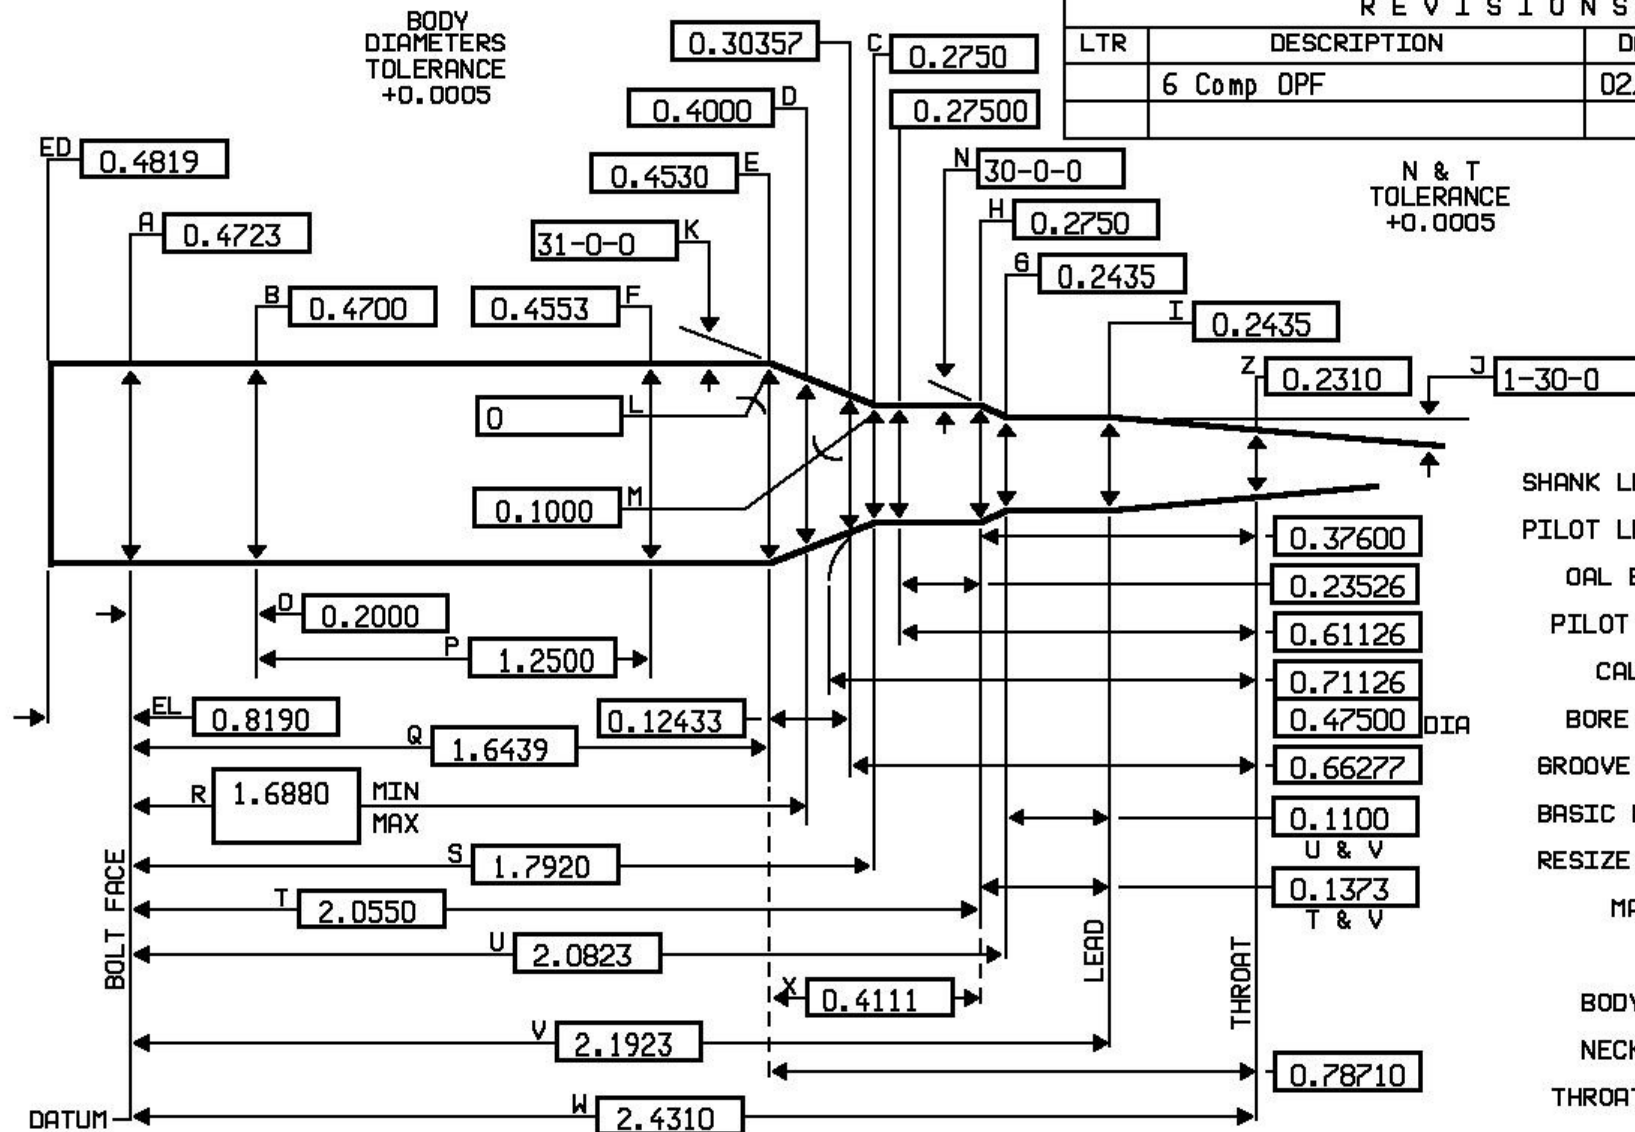 REVISIONS
LTR DESCRIPTION
6 Comp OPF 02
BODY
DIAMETERS
TOLERANCE
+0.0005
0.30357
C 0.2750
0.4000 D
0.27500
ED 0.4819
0.4530 E
N 30-0-0
N & T
TOLERANCE
+0.0005
A 0.4723
31-0-0 K
H 0.2750
G 0.2435
B 0.4700
0.4553 F
I 0.2435
Z 0.2310
J 1-30-0
0 L
0.1000 M
SHANK
0.37600
PILOT
0.23526
OAL
O 0.2000
0.61126
PILOT
P 1.2500
0.71126
EL 0.8190
0.12433
0.47500 DIA
BORE
Q 1.6439
0.66277
GROOVE
R 1.6880 MIN
MAX
0.1100
U & V
BASIC
S 1.7920
RESIZE
0.1373
T & V
T 2.0550
U 2.0823
X 0.4111
V 2.1923
0.78710
W 2.4310
BOLT FACE
LEAD
THROAT
DATUM
BODY
NECK
THROAT